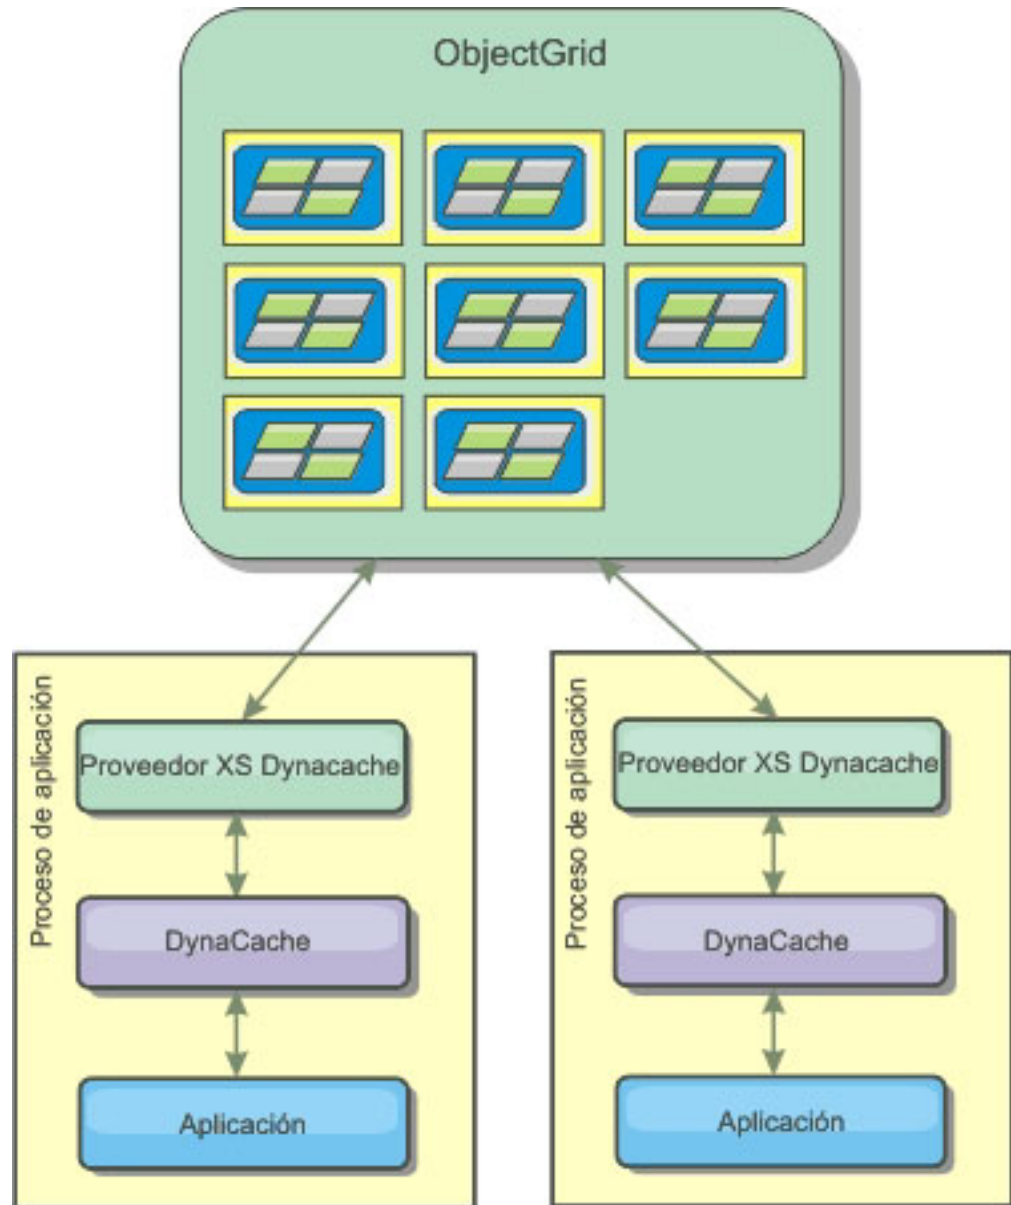 ObjectGrid
Proceso de aplicación
Proveedor XS Dynacache
DynaCache
Aplicación
Proceso de aplicación
Proveedor XS Dynacache
DynaCache
Aplicación